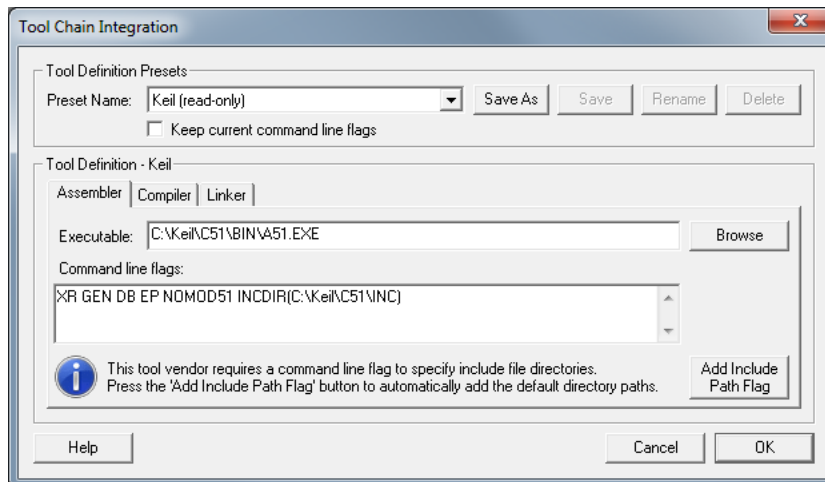 Tool Chain Integration
Tool Definition Presets
Preset Name: Keil (read-only) Save As Save Rename Delete
Keep current command line flags
Tool Definition - Keil
Assembler Compiler Linker
Executable: C:\Keil\C51\BIN\A51.EXE Browse
Command line flags:
XR GEN DB EP NOMOD51 INCDIR(C:\Keil\C51\INC)
This tool vendor requires a command line flag to specify include file directories.
Press the 'Add Include Path Flag' button to automatically add the default directory paths.
Add Include
Path Flag
Help Cancel OK